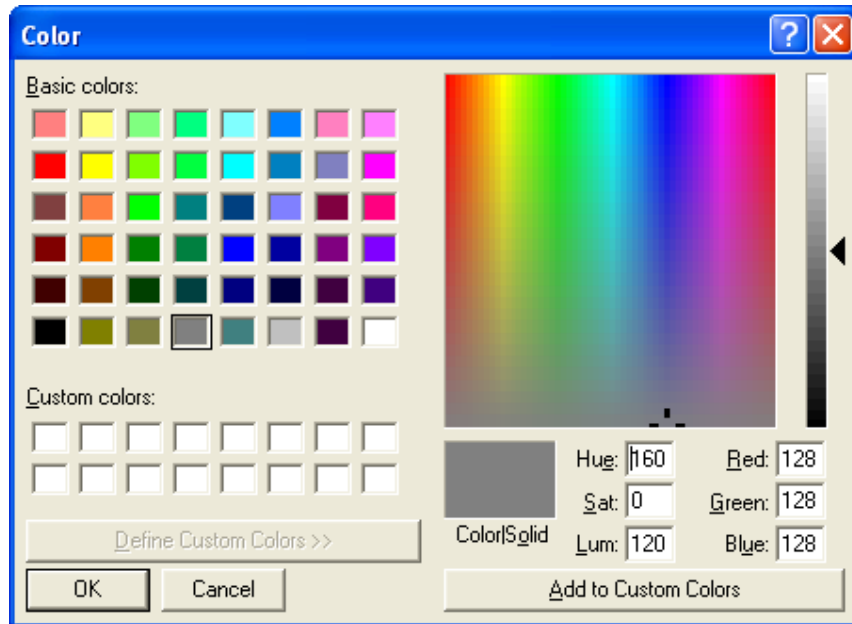 Color
Basic colors:
Custom colors:
Define Custom Colors >>
OK Cancel
Color|Solid
Hue: 160 Red: 128
Sat: 0 Green: 128
Lum: 120 Blue: 128
Add to Custom Colors